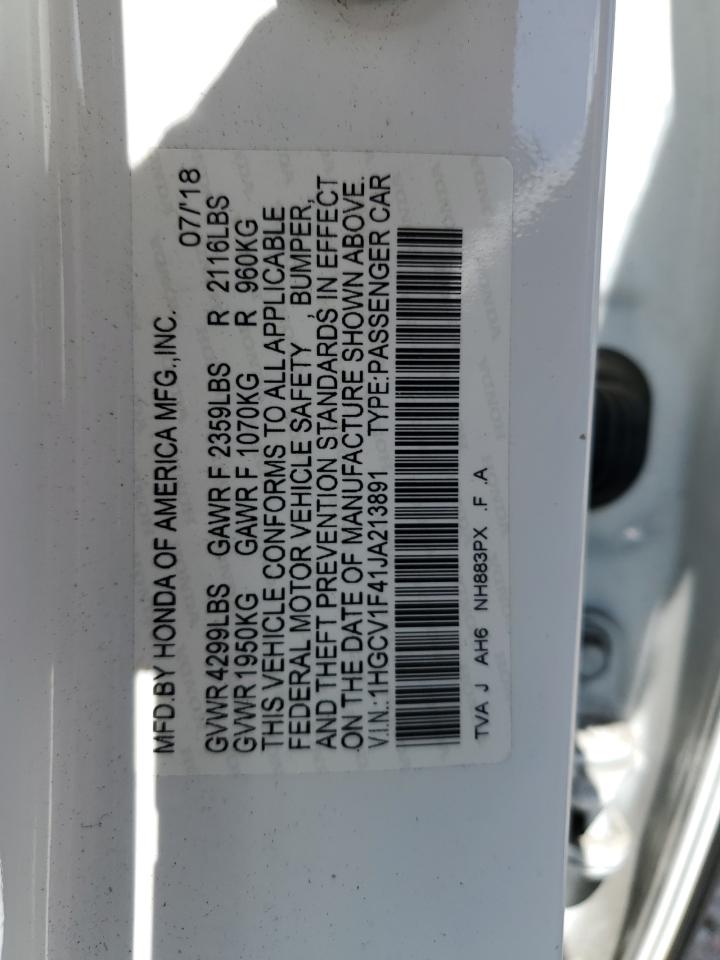 MFD.BY HONDA OF AMERICA MFG.,INC. 07/'18
GVWR 4299LBS GAWR F 2359LBS R 2116LBS
GVWR 1950KG GAWR F 1070KG R 960KG
THIS VEHICLE CONFORMS TO ALL APPLICABLE
FEDERAL MOTOR VEHICLE SAFETY , BUMPER,
AND THEFT PREVENTION STANDARDS IN EFFECT
ON THE DATE OF MANUFACTURE SHOWN ABOVE.
V.I.N.:1HGCV1F41JA213891 TYPE:PASSENGER CAR
TVA J AH6 NH883PX .F .A
HONDA